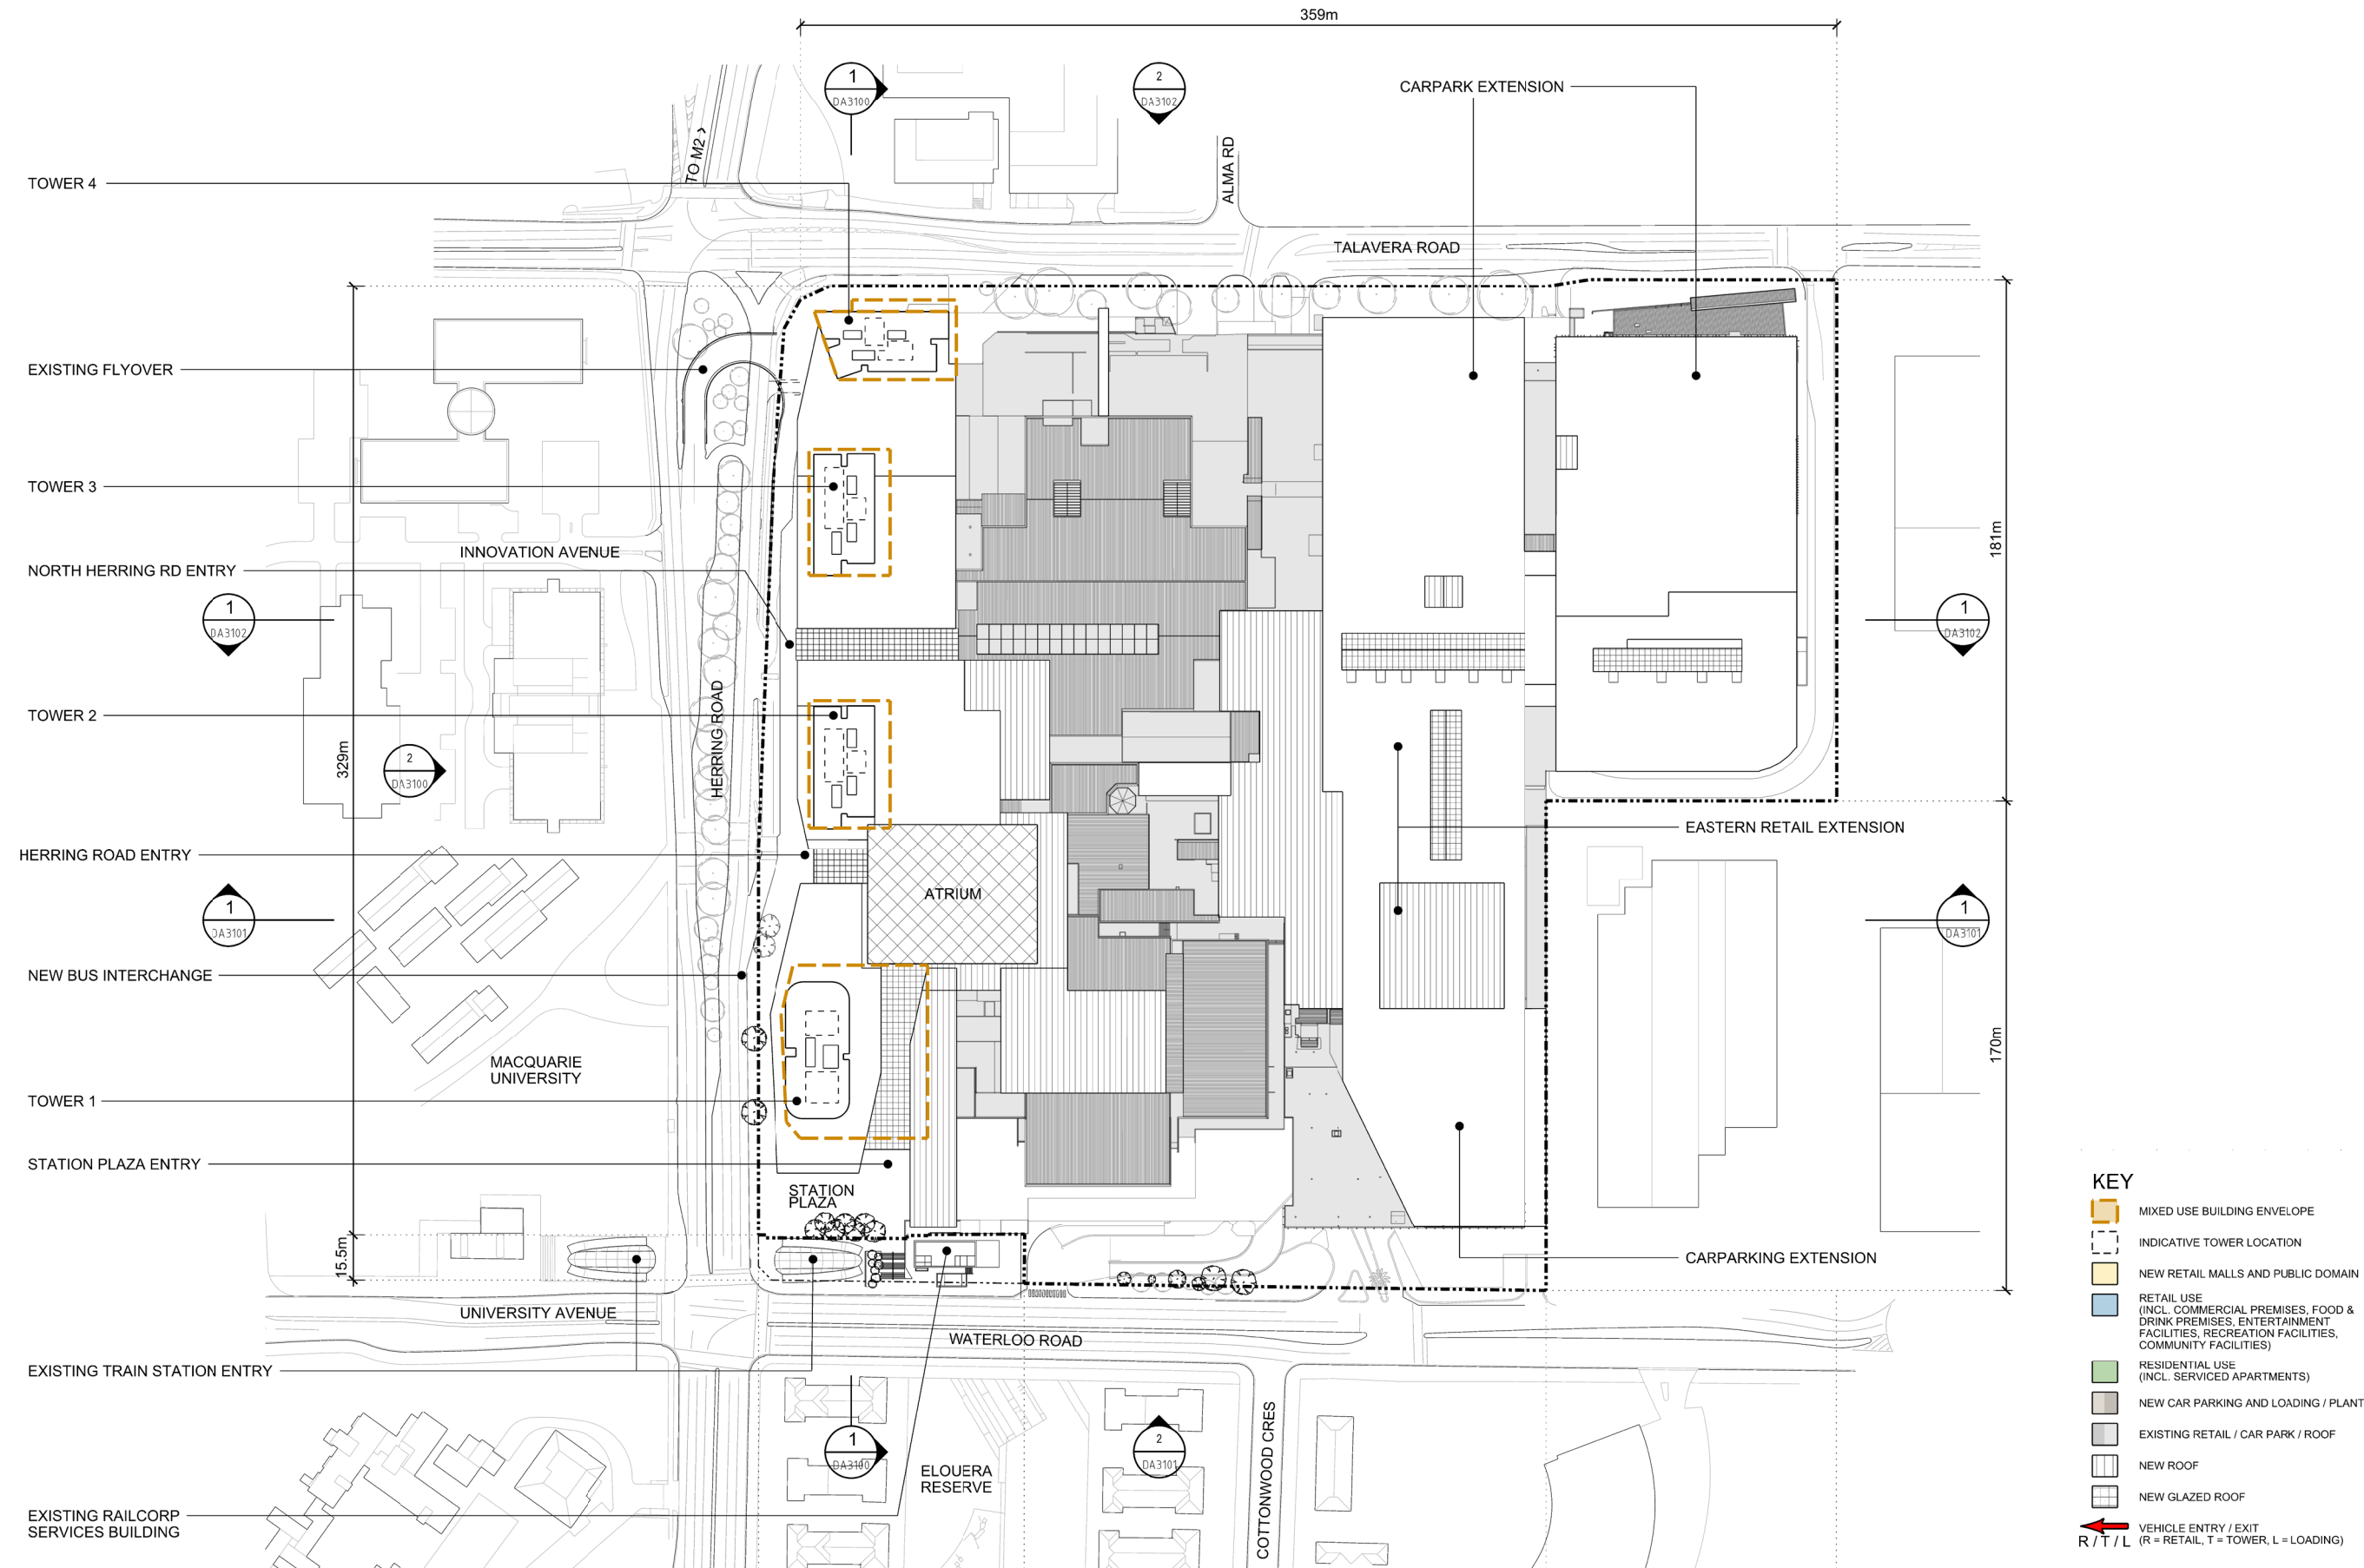 359m
1
DA3100
2
DA3102
CARPARK EXTENSION
TO M2 >
ALMA RD
TOWER 4
TALAVERA ROAD
EXISTING FLYOVER
TOWER 3
181m
INNOVATION AVENUE
NORTH HERRING RD ENTRY
1
DA3102
1
DA3102
HERRING ROAD
TOWER 2
329m
2
DA3100
EASTERN RETAIL EXTENSION
HERRING ROAD ENTRY
ATRIUM
1
DA3101
1
DA3101
NEW BUS INTERCHANGE
170m
MACQUARIE
UNIVERSITY
TOWER 1
STATION PLAZA ENTRY
STATION
PLAZA
15.5m
CARPARKING EXTENSION
UNIVERSITY AVENUE
WATERLOO ROAD
EXISTING TRAIN STATION ENTRY
COTTONWOOD CRES
1
DA3100
2
DA3101
ELOUERA
RESERVE
EXISTING RAILCORP
SERVICES BUILDING
KEY
MIXED USE BUILDING ENVELOPE
INDICATIVE TOWER LOCATION
NEW RETAIL MALLS AND PUBLIC DOMAIN
RETAIL USE
(INCL. COMMERCIAL PREMISES, FOOD &
DRINK PREMISES, ENTERTAINMENT
FACILITIES, RECREATION FACILITIES,
COMMUNITY FACILITIES)
RESIDENTIAL USE
(INCL. SERVICED APARTMENTS)
NEW CAR PARKING AND LOADING / PLANT
EXISTING RETAIL / CAR PARK / ROOF
NEW ROOF
NEW GLAZED ROOF
VEHICLE ENTRY / EXIT
R / T / L (R = RETAIL, T = TOWER, L = LOADING)